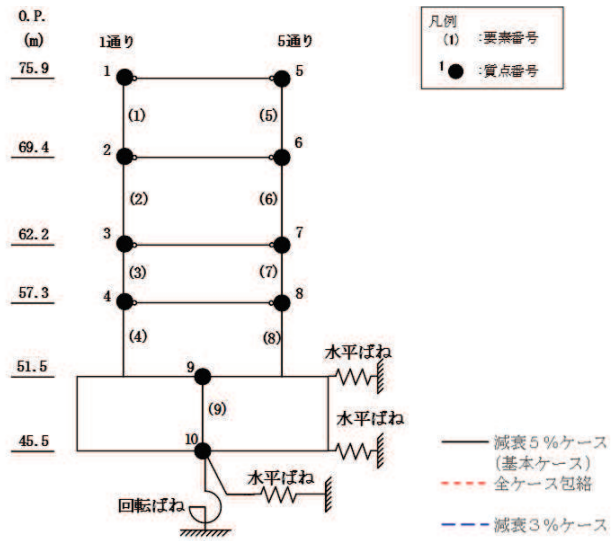 O.P.
(m)
1通り
5通り
凡例
(1) :要素番号
1 :質点番号
75.9
1
5
(1)
(5)
69.4
2
6
(2)
(6)
62.2
3
7
(3)
(7)
57.3
4
8
(4)
(8)
水平ばね
51.5
9
(9)
水平ばね
45.5
10
水平ばね
回転ばね
減衰5%ケース
(基本ケース)
全ケース包絡
減衰3%ケース